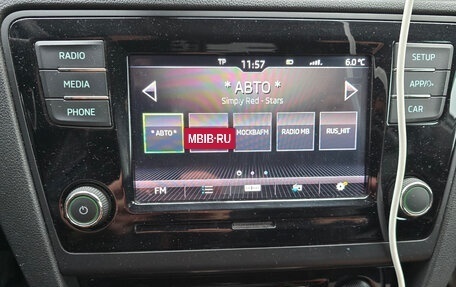 RADIO
MEDIA
PHONE
TP 11:57 6.0°C
* АВТО *
Simply Red - Stars
* АВТО * МОСКВАFM RADIO MB RUS_HIT
MBIB-RU
FM
SETUP
APP
CAR